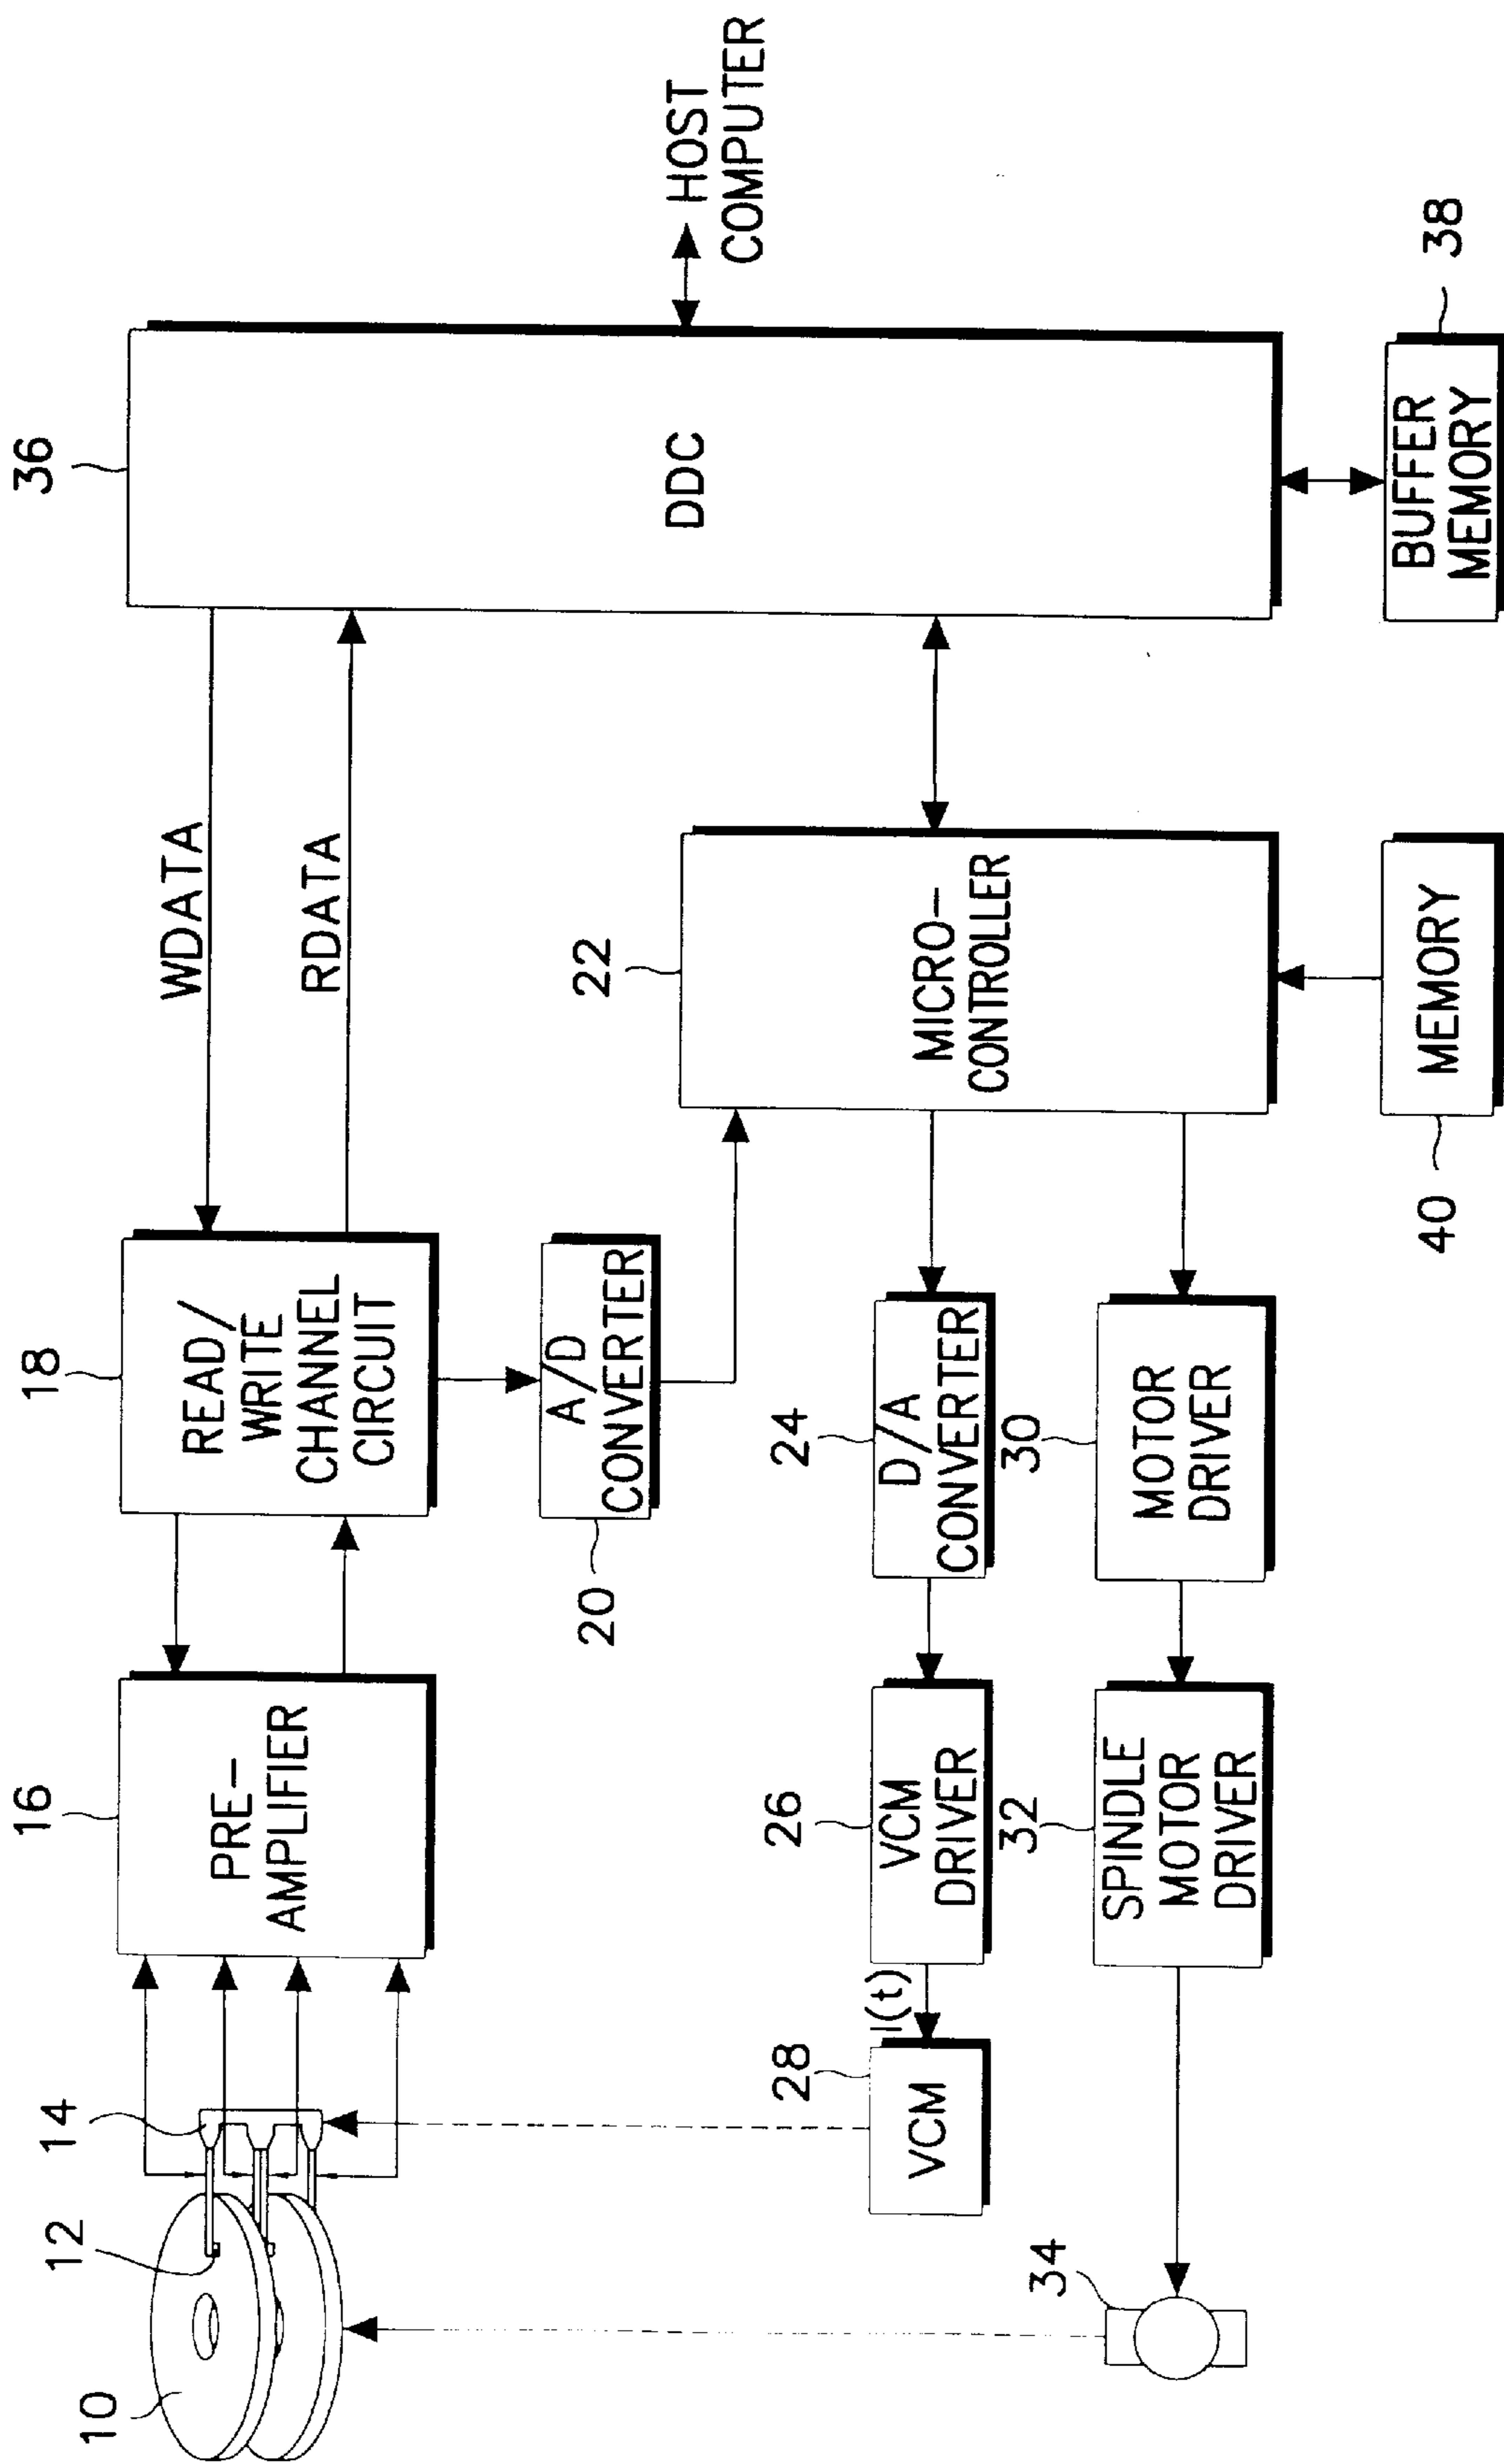 10
12
14
16
PRE-
AMPLIFIER
18
READ/
WRITE
CHANNEL
CIRCUIT
WDATA
RDATA
36
DDC
HOST
COMPUTER
20
A/D
CONVERTER
22
MICRO-
CONTROLLER
28
VCM
I(t)
26
VCM
DRIVER
24
D/A
CONVERTER
34
32
SPINDLE
MOTOR
DRIVER
30
MOTOR
DRIVER
40
MEMORY
BUFFER
MEMORY
38